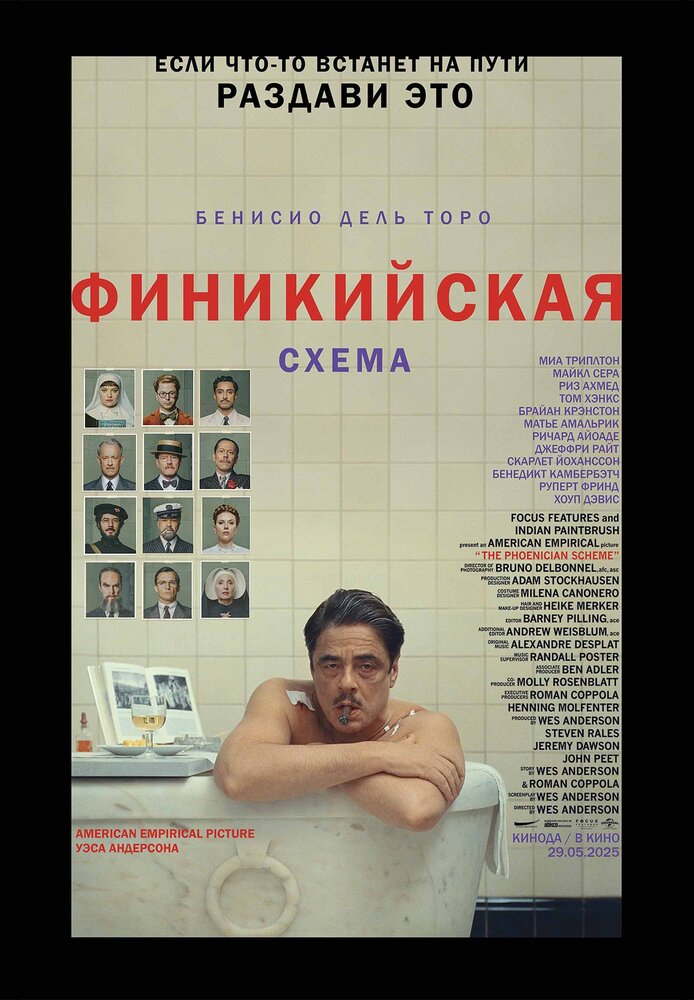 ЕСЛИ ЧТО-ТО ВСТАНЕТ НА ПУТИ
РАЗДАВИ ЭТО
БЕНИСИО ДЕЛЬ ТОРО
ФИНИКИЙСКАЯ
СХЕМА
МИА ТРИПЛТОН
МАЙКЛ СЕРА
РИЗ АХМЕД
ТОМ ХЭНКС
БРАЙАН КРЭНСТОН
МАТЬЕ АМАЛЬРИК
РИЧАРД АЙОАДЕ
ДЖЕФФРИ РАЙТ
СКАРЛЕТ ЙОХАНССОН
БЕНЕДИКТ КАМБЕРБЭТЧ
РУПЕРТ ФРИНД
ХОУП ДЭВИС
FOCUS FEATURES and
INDIAN PAINTBRUSH
present an AMERICAN EMPIRICAL picture
"THE PHOENICIAN SCHEME"
DIRECTOR OF PHOTOGRAPHY BRUNO DELBONNEL, afc, asc
PRODUCTION DESIGNER ADAM STOCKHAUSEN
COSTUME DESIGNER MILENA CANONERO
HAIR AND MAKE-UP DESIGNER HEIKE MERKER
EDITOR BARNEY PILLING, ace
ADDITIONAL EDITOR ANDREW WEISBLUM, ace
ORIGINAL MUSIC ALEXANDRE DESPLAT
MUSIC SUPERVISOR RANDALL POSTER
ASSOCIATE PRODUCER BEN ADLER
CO-PRODUCER MOLLY ROSENBLATT
EXECUTIVE PRODUCERS ROMAN COPPOLA
HENNING MOLFENTER
PRODUCED BY WES ANDERSON
STEVEN RALES
JEREMY DAWSON
JOHN PEET
STORY BY WES ANDERSON
& ROMAN COPPOLA
SCREENPLAY BY WES ANDERSON
DIRECTED BY WES ANDERSON
FOCUS
КИНОДА / В КИНО
29.05.2025
AMERICAN EMPIRICAL PICTURE
УЭСА АНДЕРСОНА